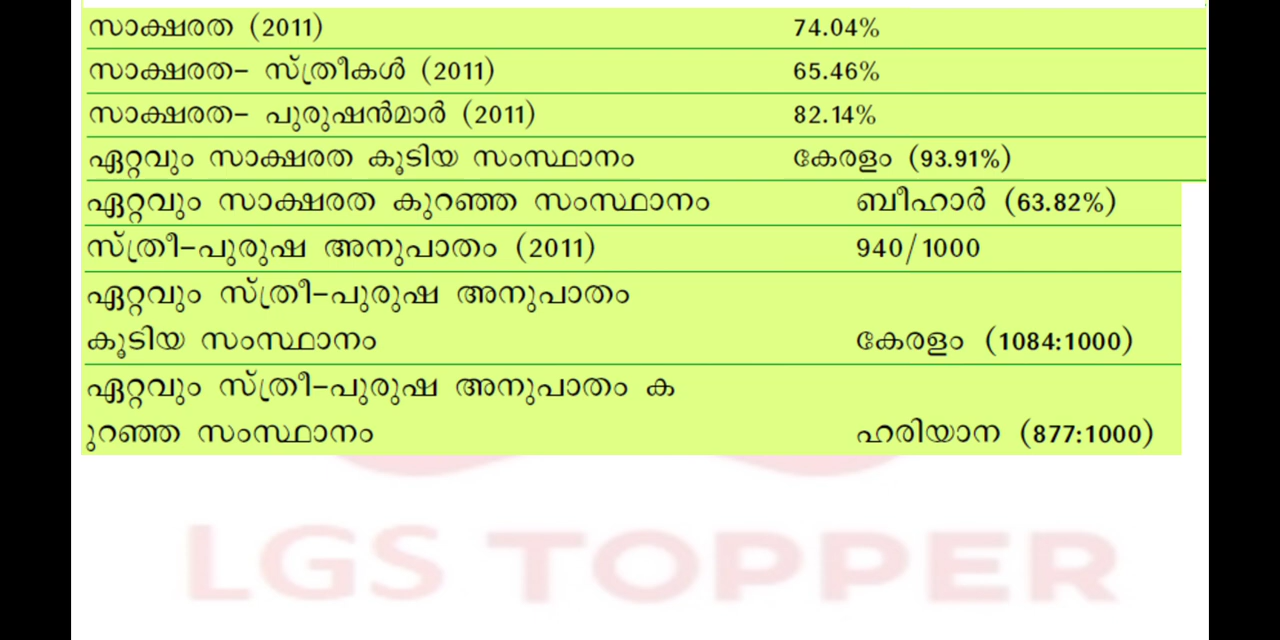 സാക്ഷരത (2011) 74.04%
സാക്ഷരത– സ്ത്രീകൾ (2011) 65.46%
സാക്ഷരത– പുരുഷൻമാർ (2011) 82.14%
ഏറ്റവും സാക്ഷരത കൂടിയ സംസ്ഥാനം കേരളം (93.91%)
ഏറ്റവും സാക്ഷരത കുറഞ്ഞ സംസ്ഥാനം ബീഹാർ (63.82%)
സ്ത്രീ–പുരുഷ അനുപാതം (2011) 940/1000
ഏറ്റവും സ്ത്രീ–പുരുഷ അനുപാതം
കൂടിയ സംസ്ഥാനം കേരളം (1084:1000)
ഏറ്റവും സ്ത്രീ–പുരുഷ അനുപാതം ക
ുറഞ്ഞ സംസ്ഥാനം ഹരിയാന (877:1000)
LGS TOPPER